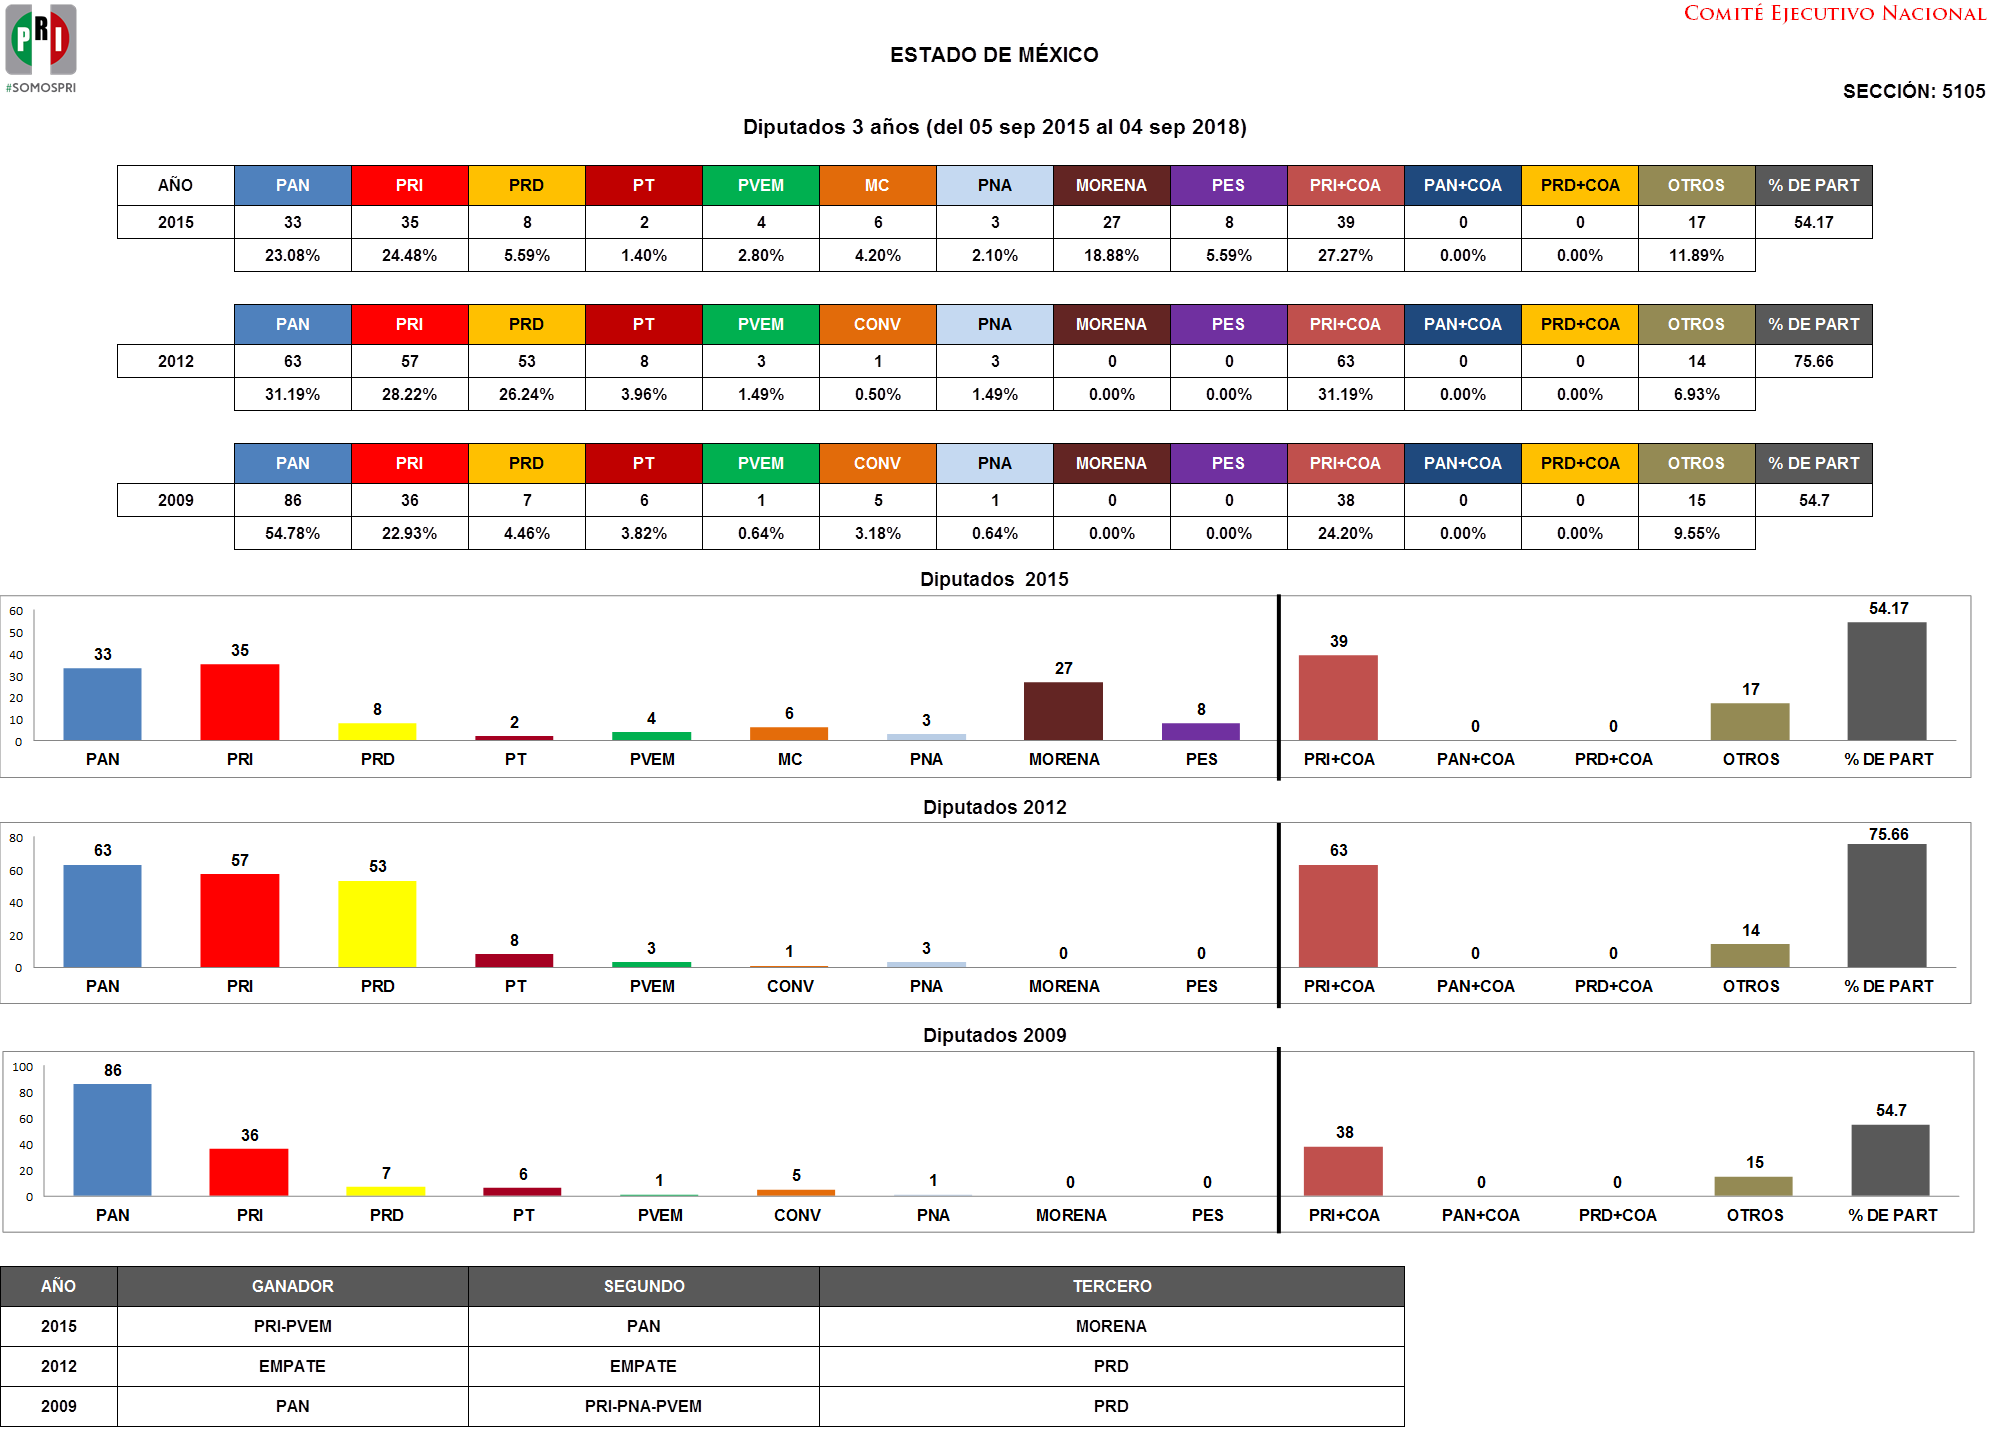 PRI
#SOMOSPRI
COMITÉ EJECUTIVO NACIONAL
ESTADO DE MÉXICO
SECCIÓN: 5105
Diputados 3 años (del 05 sep 2015 al 04 sep 2018)
AÑO PAN PRI PRD PT PVEM MC PNA MORENA PES PRI+COA PAN+COA PRD+COA OTROS % DE PART
2015 33 35 8 2 4 6 3 27 8 39 0 0 17 54.17
23.08% 24.48% 5.59% 1.40% 2.80% 4.20% 2.10% 18.88% 5.59% 27.27% 0.00% 0.00% 11.89%
PAN PRI PRD PT PVEM CONV PNA MORENA PES PRI+COA PAN+COA PRD+COA OTROS % DE PART
2012 63 57 53 8 3 1 3 0 0 63 0 0 14 75.66
31.19% 28.22% 26.24% 3.96% 1.49% 0.50% 1.49% 0.00% 0.00% 31.19% 0.00% 0.00% 6.93%
PAN PRI PRD PT PVEM CONV PNA MORENA PES PRI+COA PAN+COA PRD+COA OTROS % DE PART
2009 86 36 7 6 1 5 1 0 0 38 0 0 15 54.7
54.78% 22.93% 4.46% 3.82% 0.64% 3.18% 0.64% 0.00% 0.00% 24.20% 0.00% 0.00% 9.55%
Diputados 2015
60
50
40
30
20
10
0
33 35 8 2 4 6 3 27 8 39 0 0 17 54.17
PAN PRI PRD PT PVEM MC PNA MORENA PES PRI+COA PAN+COA PRD+COA OTROS % DE PART
Diputados 2012
80
60
40
20
0
63 57 53 8 3 1 3 0 0 63 0 0 14 75.66
PAN PRI PRD PT PVEM CONV PNA MORENA PES PRI+COA PAN+COA PRD+COA OTROS % DE PART
Diputados 2009
100
80
60
40
20
0
86 36 7 6 1 5 1 0 0 38 0 0 15 54.7
PAN PRI PRD PT PVEM CONV PNA MORENA PES PRI+COA PAN+COA PRD+COA OTROS % DE PART
AÑO GANADOR SEGUNDO TERCERO
2015 PRI-PVEM PAN MORENA
2012 EMPATE EMPATE PRD
2009 PAN PRI-PNA-PVEM PRD